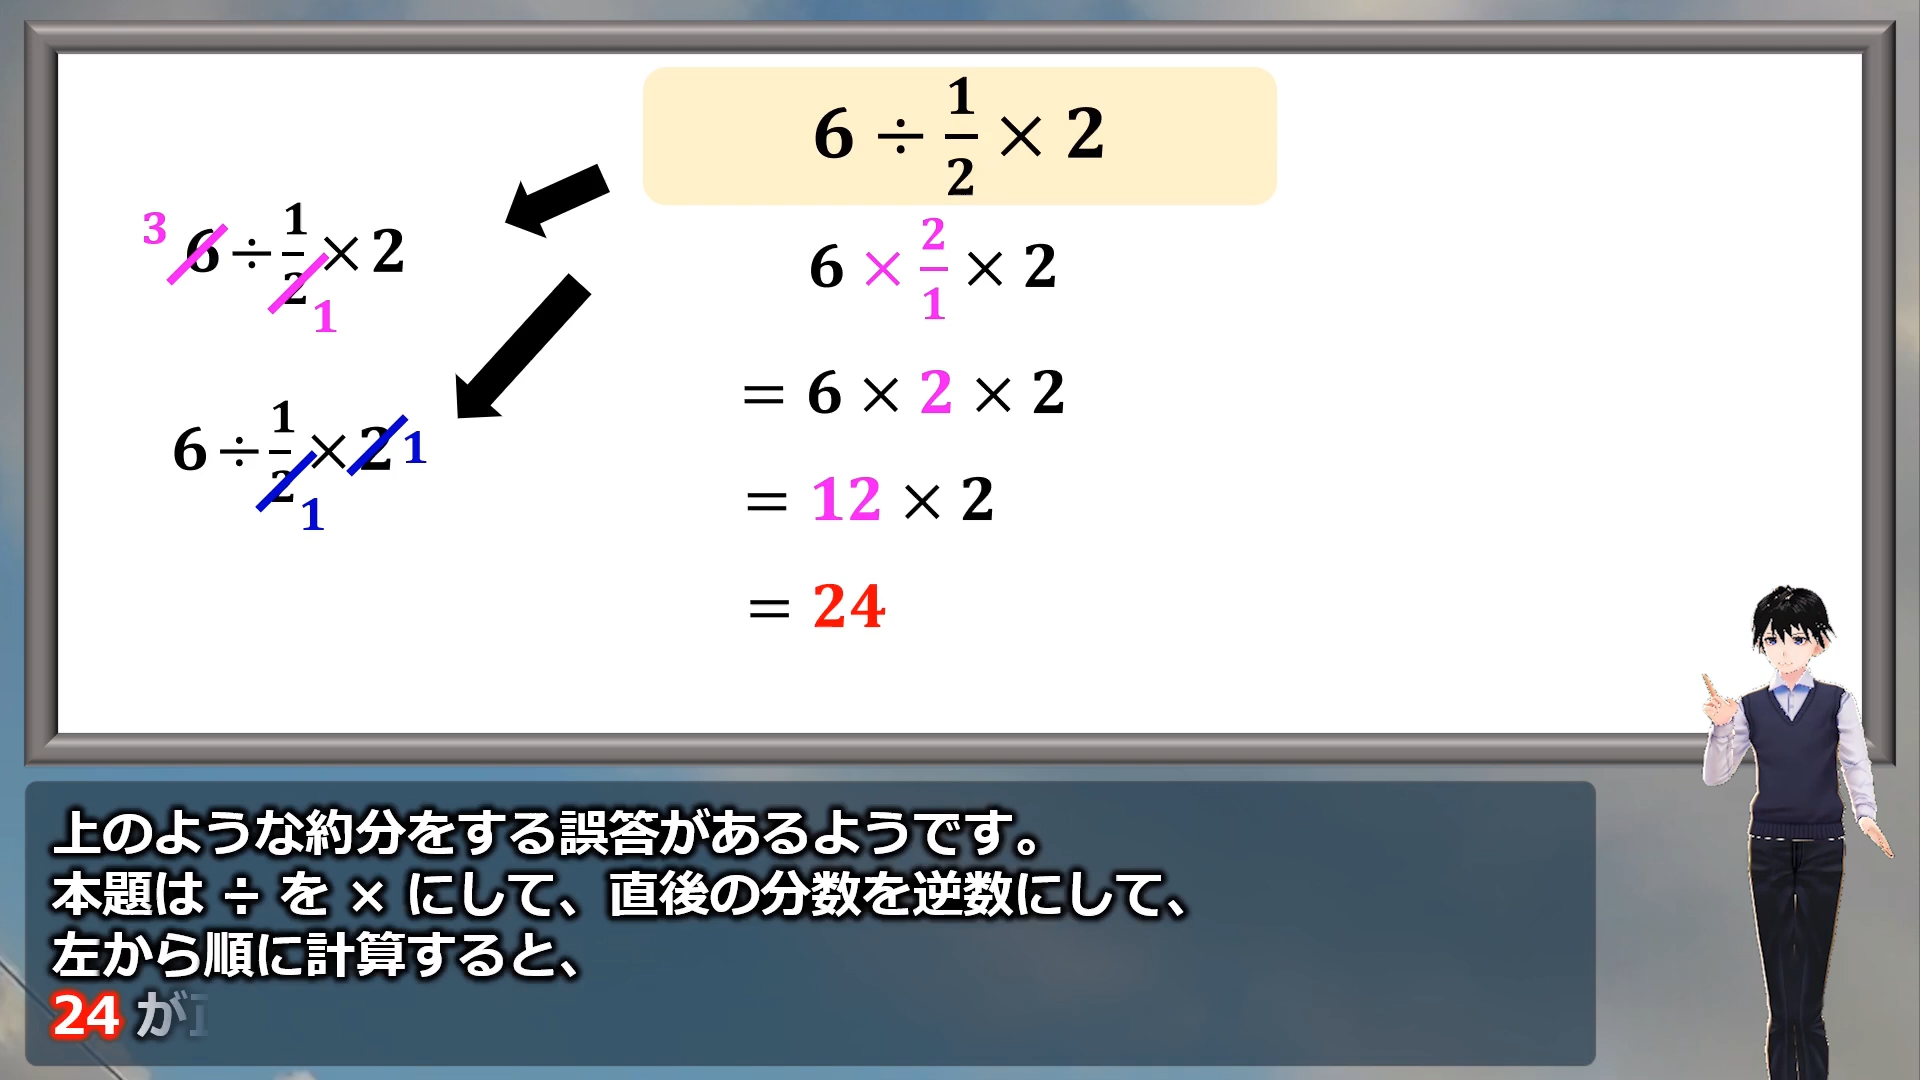 6 ÷ 1/2 × 2
3 6 ÷ 1/2 × 2
1
6 ÷ 1/2 × 2 1
1
6 × 2/1 × 2
= 6 × 2 × 2
= 12 × 2
= 24
上のような約分をする誤答があるようです。
本題は ÷ を × にして、直後の分数を逆数にして、
左から順に計算すると、
24 が